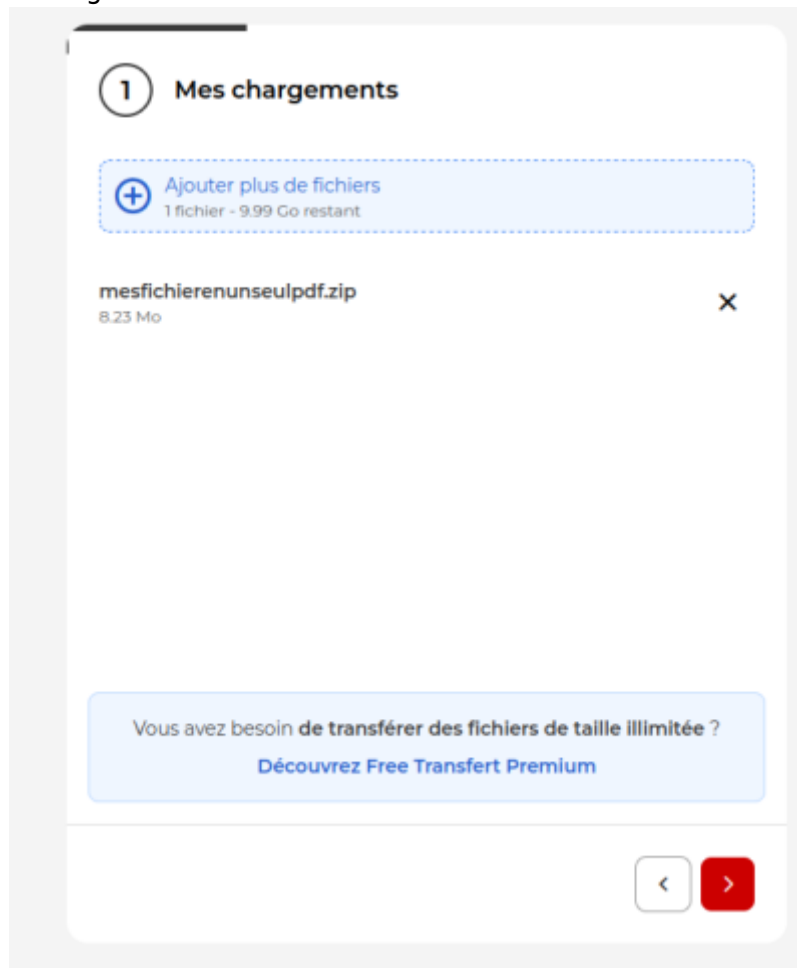 1 Mes chargements
Ajouter plus de fichiers
1 fichier - 9.99 Go restant
mesfichierenunseulpdf.zip
8.23 Mo
Vous avez besoin de transférer des fichiers de taille illimitée ?
Découvrez Free Transfert Premium